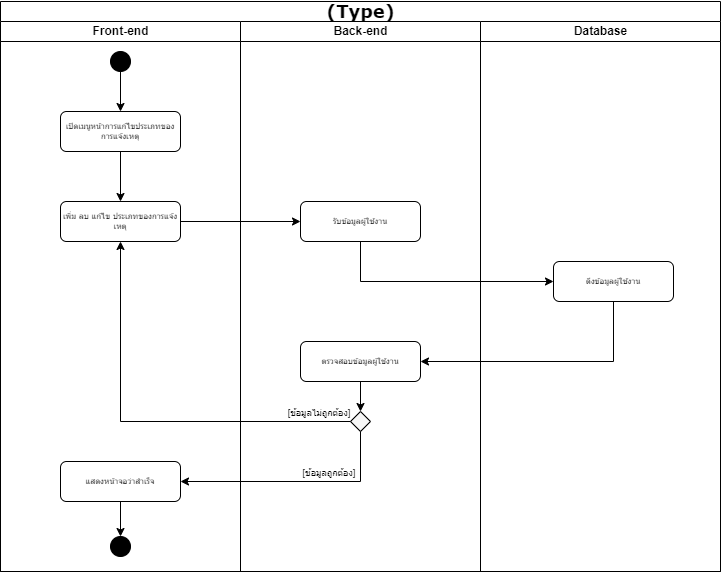 (Type)
Front-end
Back-end
Database
เปิดเมนูหน้าการแก้ไขประเภทของ
การแจ้งเหตุ
เพิ่ม ลบ แก้ไข ประเภทของการแจ้ง
เหตุ
รับข้อมูลผู้ใช้งาน
ดึงข้อมูลผู้ใช้งาน
ตรวจสอบข้อมูลผู้ใช้งาน
[ข้อมูลไม่ถูกต้อง]
[ข้อมูลถูกต้อง]
แสดงหน้าจอว่าสำเร็จ